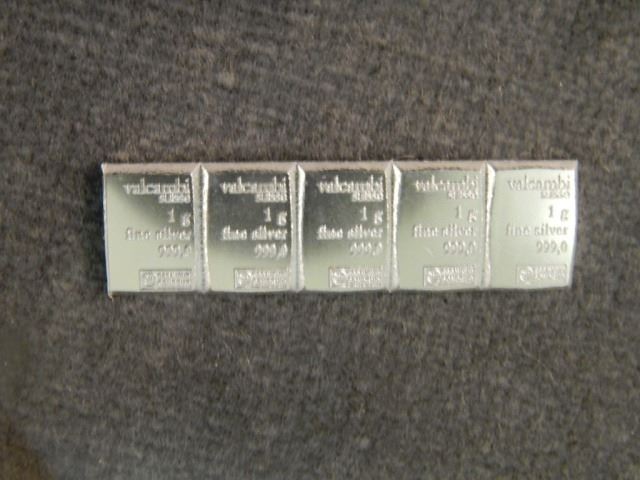 valcambi valcambi valcambi valcambi valcambi
SUISSE SUISSE SUISSE SUISSE SUISSE
1 g 1 g 1 g 1 g 1 g
fine silver fine silver fine silver fine silver fine silver
999,0 999,0 999,0 999,0 999,0